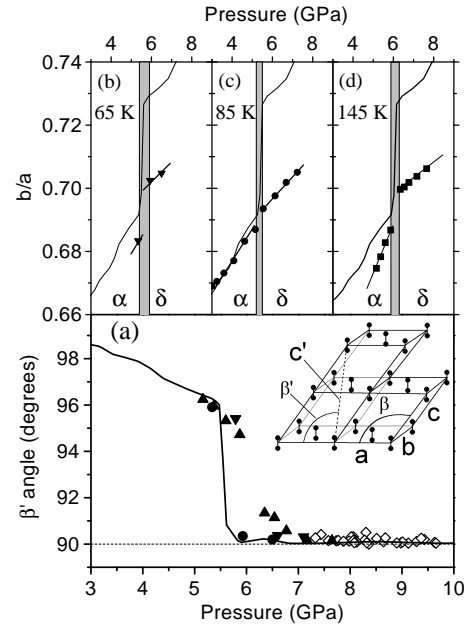 Pressure (GPa)
4 6 8 4 6 4 6 8
0.74
(b) (c) (d)
65 K 85 K 145 K
0.72
b/a
0.70
0.68
α δ α δ α δ
0.66
(a)
98
c'
β' β
96
c
b
a
94
β' angle (degrees)
92
90
3 4 5 6 7 8 9 10
Pressure (GPa)